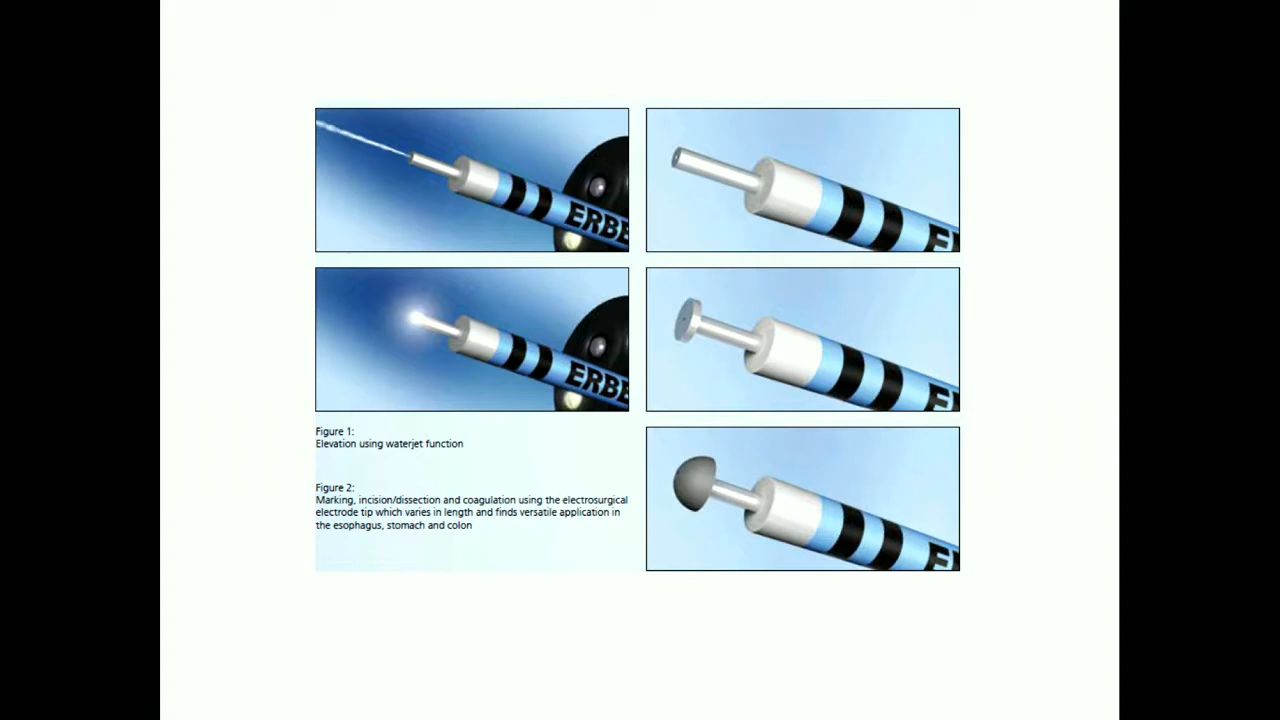 ERBE
ERBE
Figure 1:
Elevation using waterjet function
Figure 2:
Marking, incision/dissection and coagulation using the electrosurgical
electrode tip which varies in length and finds versatile application in
the esophagus, stomach and colon